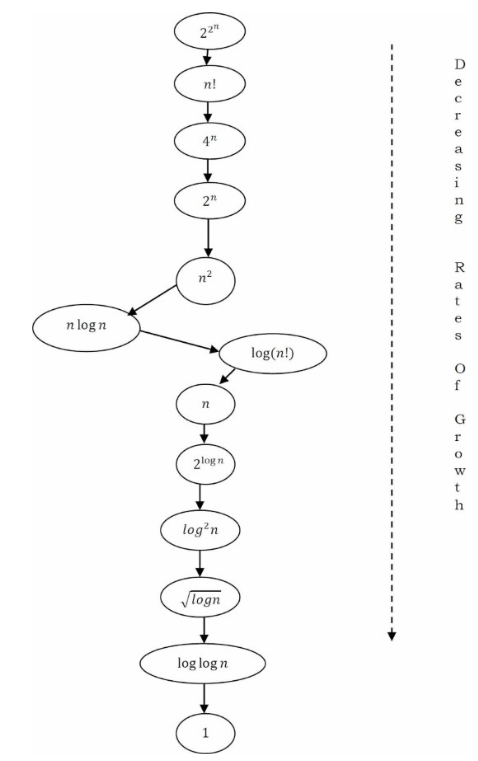 2^{2^n}
n!
4^n
2^n
n^2
n log n
log(n!)
n
2^{log n}
log^2 n
√logn
log log n
1
Decreasing Rates Of Growth